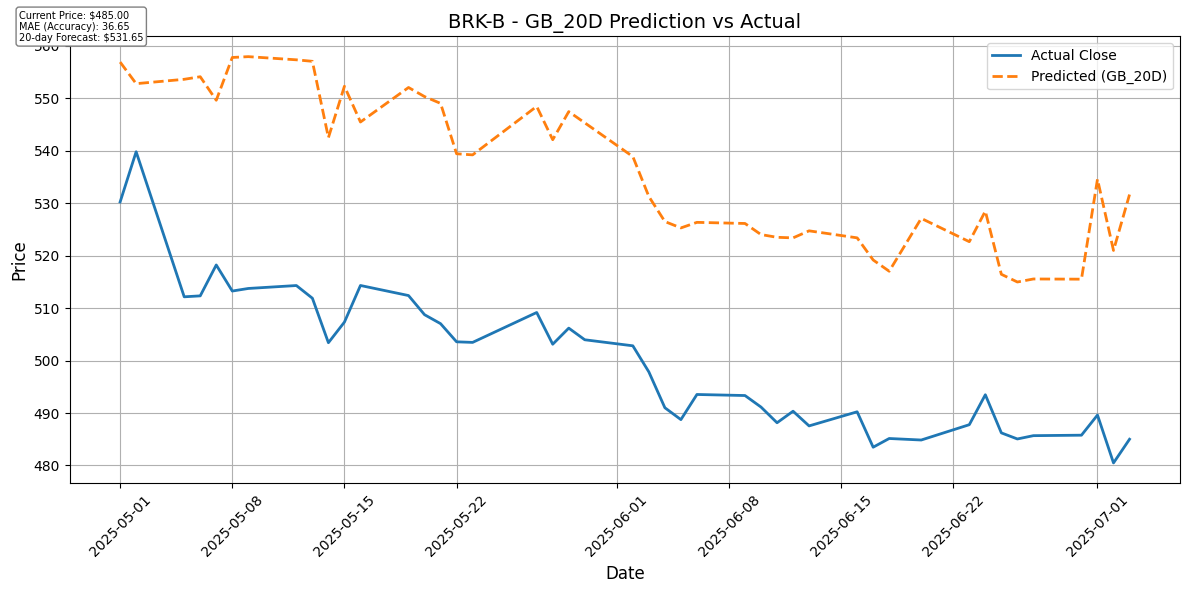 Current Price: $485.00
MAE (Accuracy): 36.65
20-day Forecast: $531.65
BRK-B - GB_20D Prediction vs Actual
Actual Close
Predicted (GB_20D)
Price
560
550
540
530
520
510
500
490
480
2025-05-01
2025-05-08
2025-05-15
2025-05-22
2025-06-01
2025-06-08
2025-06-15
2025-06-22
2025-07-01
Date